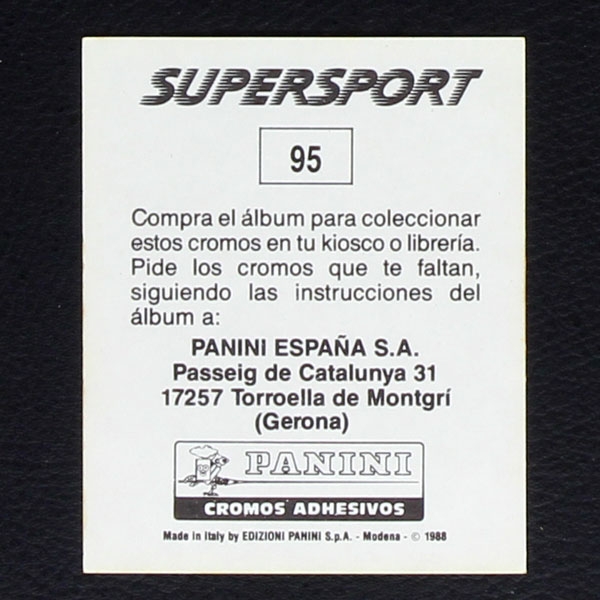 SUPERSPORT
95
Compra el álbum para coleccionar
estos cromos en tu kiosco o librería.
Pide los cromos que te faltan,
siguiendo las instrucciones del
álbum a:
PANINI ESPAÑA S.A.
Passeig de Catalunya 31
17257 Torroella de Montgrí
(Gerona)
PANINI
CROMOS ADHESIVOS
Made in Italy by EDIZIONI PANINI S.p.A. - Modena - © 1988